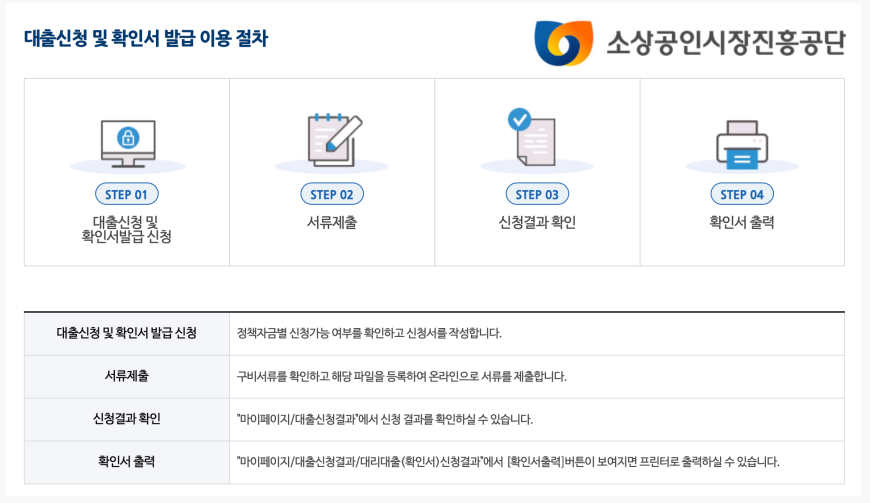 대출신청 및 확인서 발급 이용 절차
소상공인시장진흥공단
STEP 01
대출신청 및
확인서발급 신청
STEP 02
서류제출
STEP 03
신청결과 확인
STEP 04
확인서 출력
대출신청 및 확인서 발급 신청
정책자금별 신청가능 여부를 확인하고 신청서를 작성합니다.
서류제출
구비서류를 확인하고 해당 파일을 등록하여 온라인으로 서류를 제출합니다.
신청결과 확인
"마이페이지/대출신청결과"에서 신청 결과를 확인하실 수 있습니다.
확인서 출력
"마이페이지/대출신청결과/대리대출(확인서)신청결과"에서 [확인서출력]버튼이 보여지면 프린터로 출력하실 수 있습니다.